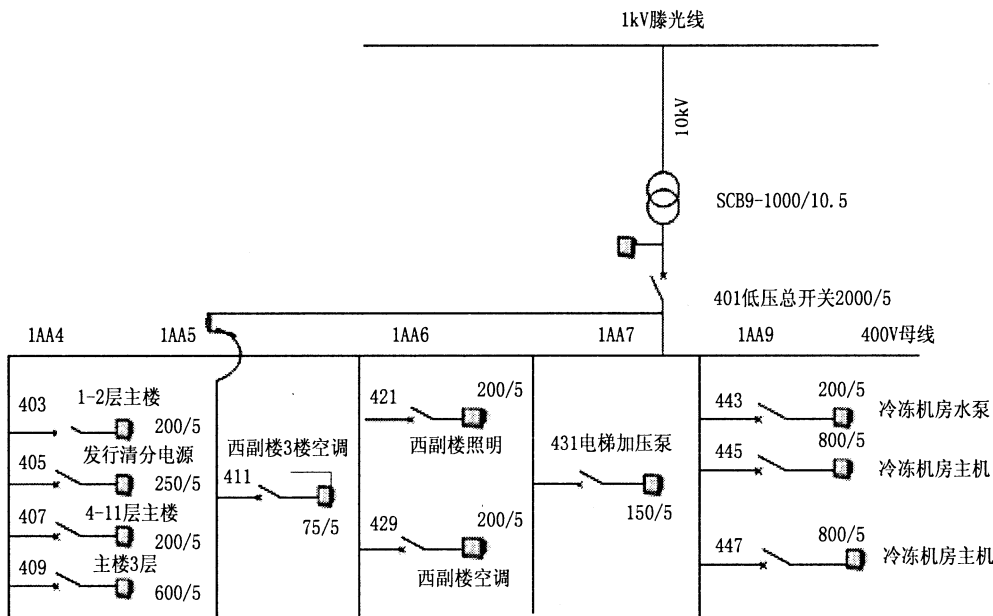 1kV滕光线
10kV
SCB9-1000/10.5
401低压总开关2000/5
1AA4
1AA5
1AA6
1AA7
1AA9
400V母线
403
1-2层主楼
200/5
405
发行清分电源
250/5
407
4-11层主楼
200/5
409
主楼3层
600/5
西副楼3楼空调
411
75/5
421
200/5
西副楼照明
429
200/5
西副楼空调
431电梯加压泵
150/5
443
200/5
冷冻机房水泵
445
800/5
冷冻机房主机
447
800/5
冷冻机房主机